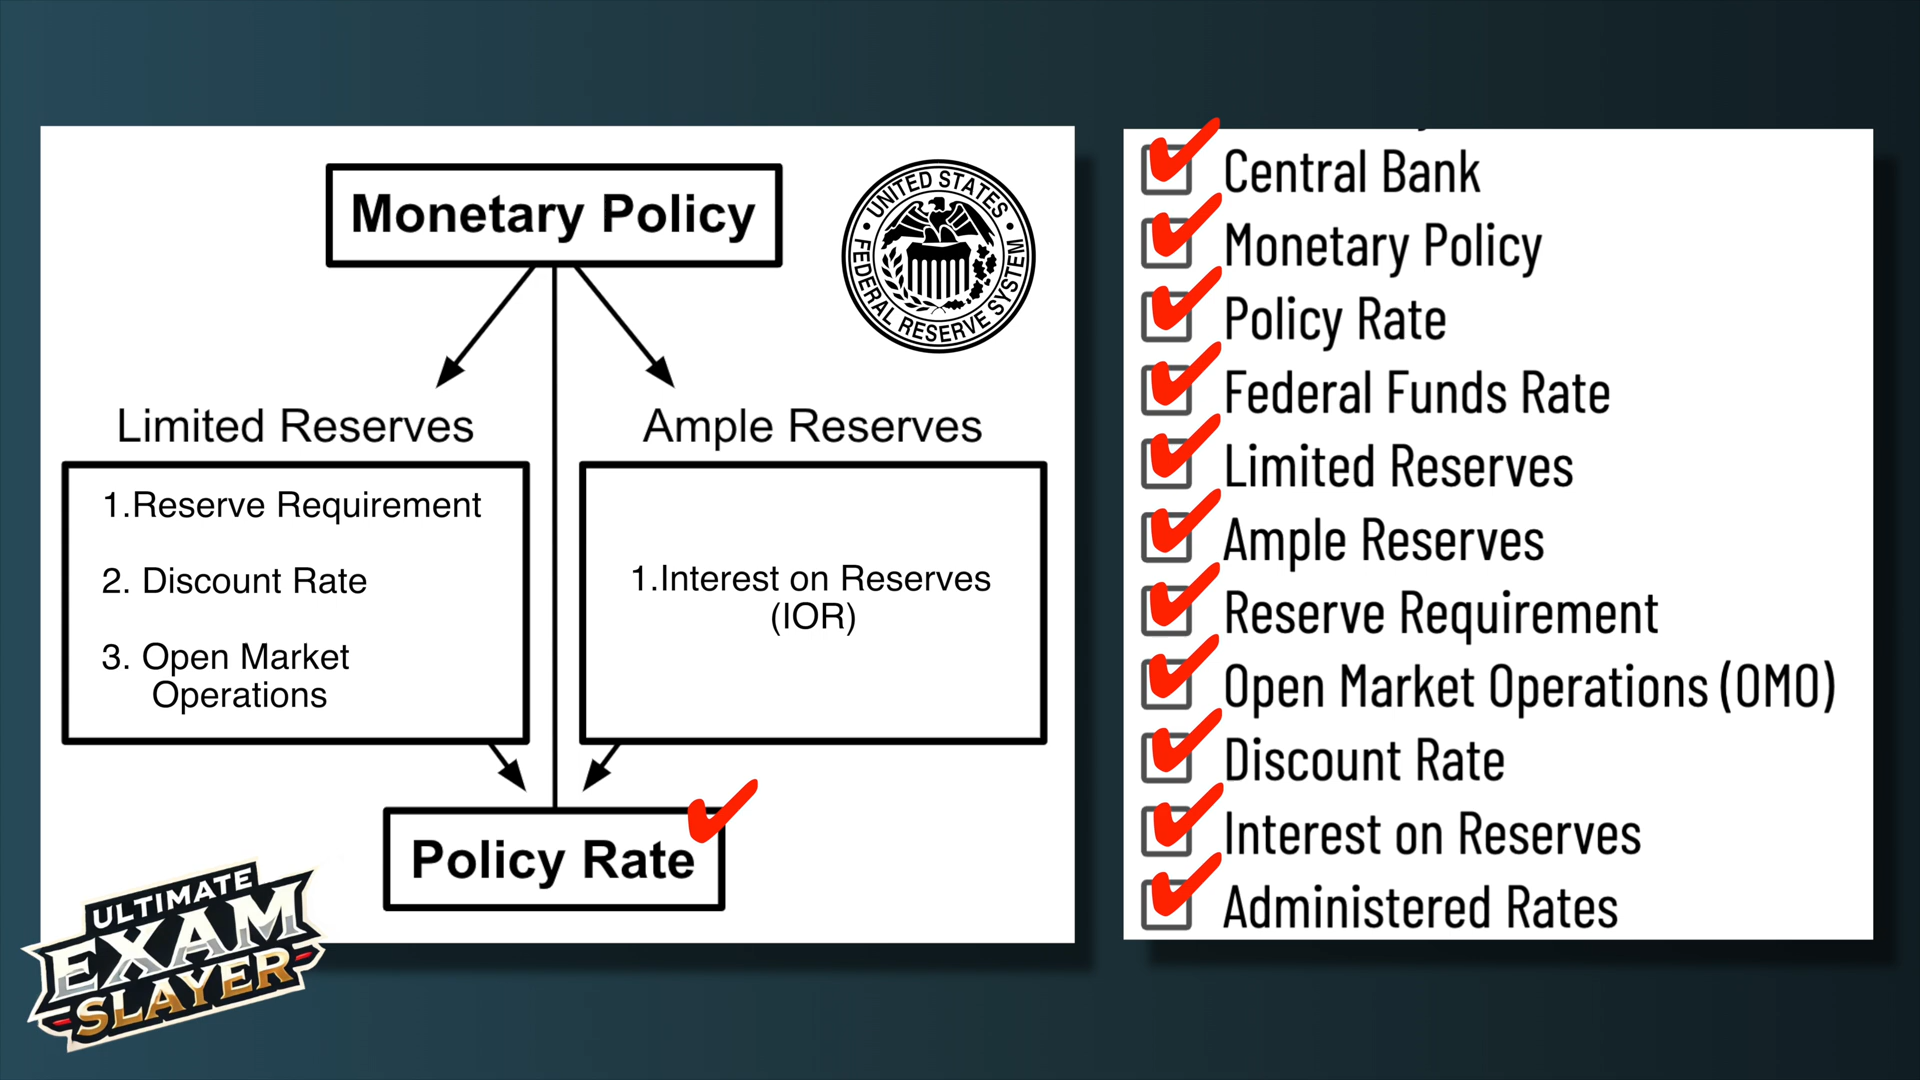 Monetary Policy
UNITED STATES
FEDERAL RESERVE SYSTEM
Limited Reserves
1.Reserve Requirement
2. Discount Rate
3. Open Market
Operations
Ample Reserves
1.Interest on Reserves
(IOR)
Policy Rate
ULTIMATE
EXAM
SLAYER
Central Bank
Monetary Policy
Policy Rate
Federal Funds Rate
Limited Reserves
Ample Reserves
Reserve Requirement
Open Market Operations (OMO)
Discount Rate
Interest on Reserves
Administered Rates